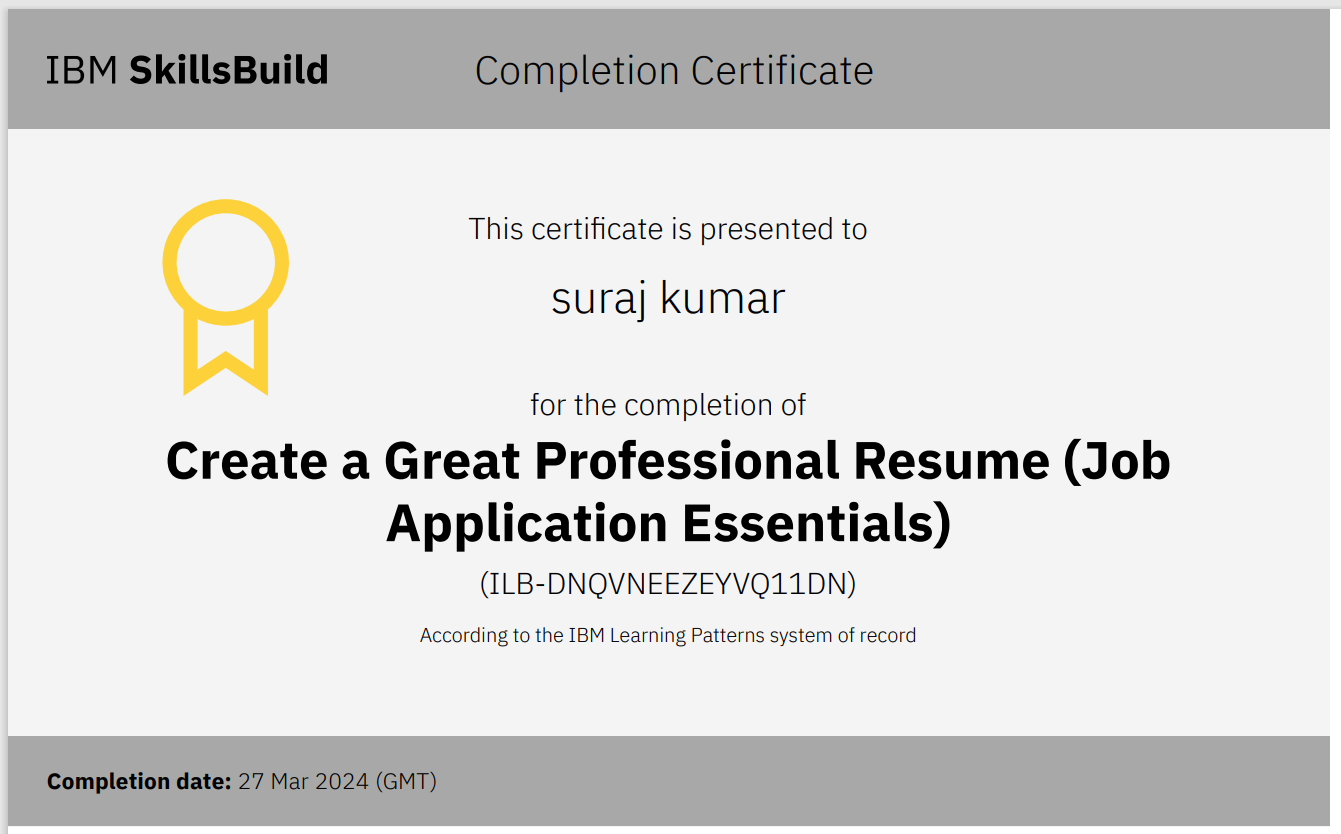 IBM SkillsBuild
Completion Certificate
This certificate is presented to
suraj kumar
for the completion of
Create a Great Professional Resume (Job
Application Essentials)
(ILB-DNQVNEEZEYVQ11DN)
According to the IBM Learning Patterns system of record
Completion date: 27 Mar 2024 (GMT)